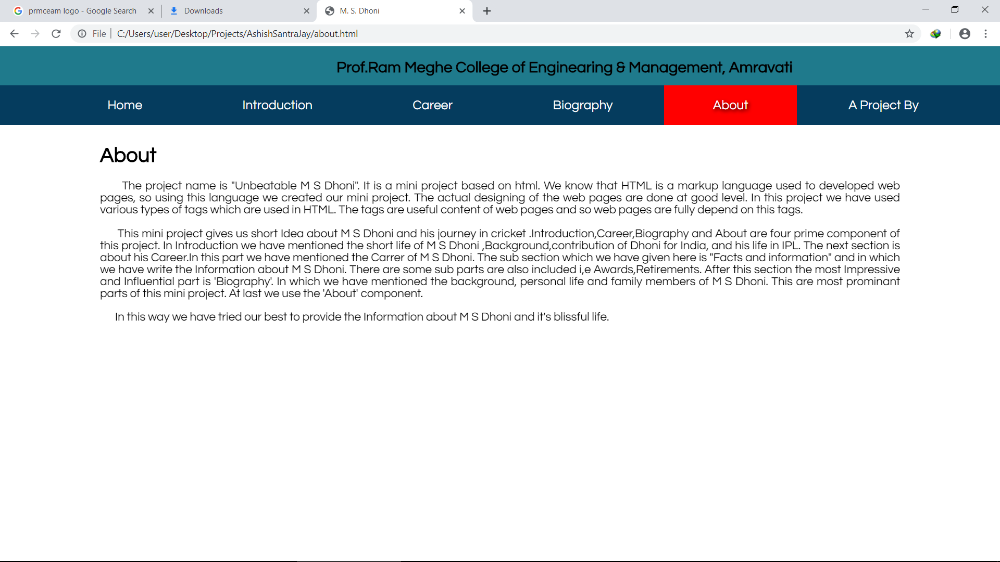 prmceam logo - Google Search
Downloads
M. S. Dhoni
File
C:/Users/user/Desktop/Projects/AshishSantraJay/about.html
Prof.Ram Meghe College of Enginearing & Management, Amravati
Home Introduction Career Biography About A Project By
About
The project name is "Unbeatable M S Dhoni". It is a mini project based on html. We know that HTML is a markup language used to developed web
pages, so using this language we created our mini project. The actual designing of the web pages are done at good level. In this project we have used
various types of tags which are used in HTML. The tags are useful content of web pages and so web pages are fully depend on this tags.
This mini project gives us short Idea about M S Dhoni and his journey in cricket .Introduction,Career,Biography and About are four prime component of
this project. In Introduction we have mentioned the short life of M S Dhoni ,Background,contribution of Dhoni for India, and his life in IPL. The next section is
about his Career.In this part we have mentioned the Carrer of M S Dhoni. The sub section which we have given here is "Facts and information" and in which
we have write the Information about M S Dhoni. There are some sub parts are also included i,e Awards,Retirements. After this section the most Impressive
and Influential part is 'Biography'. In which we have mentioned the background, personal life and family members of M S Dhoni. This are most prominant
parts of this mini project. At last we use the 'About' component.
In this way we have tried our best to provide the Information about M S Dhoni and it's blissful life.